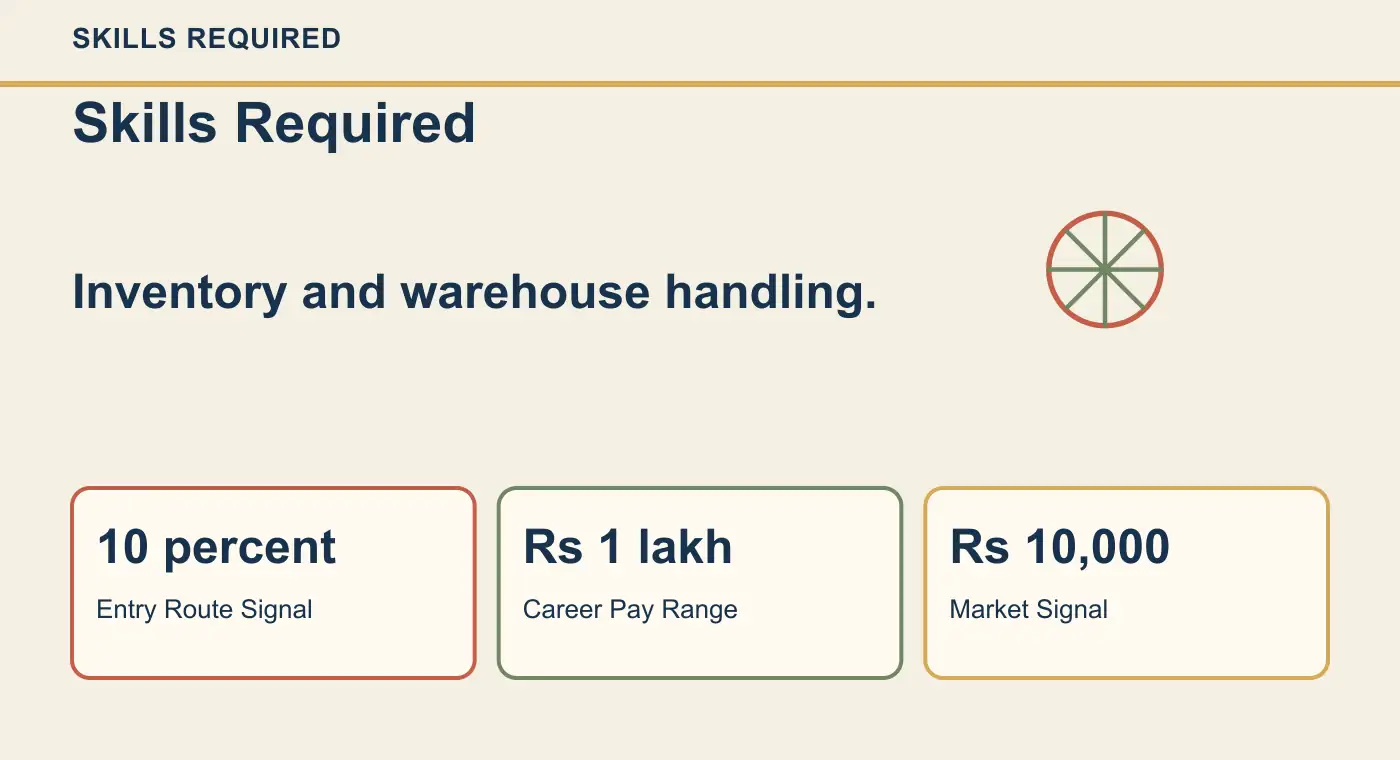 SKILLS REQUIRED
Skills Required
Inventory and warehouse handling.
10 percent
Entry Route Signal
Rs 1 lakh
Career Pay Range
Rs 10,000
Market Signal